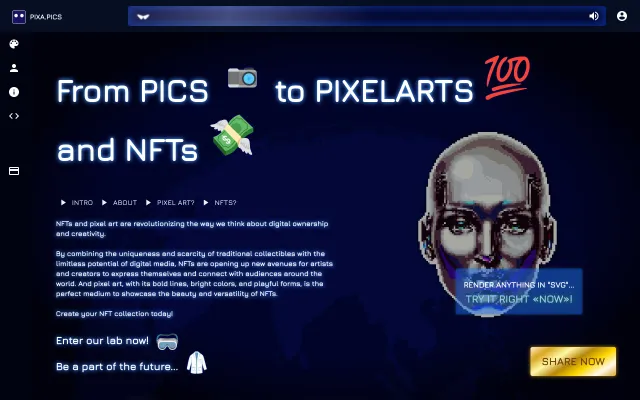 PIXA.PICS
From PICS to PIXELARTS
and NFTs
INTRO ABOUT PIXEL ART? NFTS?
NFTs and pixel art are revolutionizing the way we think about digital ownership
and creativity.
By combining the uniqueness and scarcity of traditional collectibles with the
limitless potential of digital media, NFTs are opening up new avenues for artists
and creators to express themselves and connect with audiences around the
world. And pixel art, with its bold lines, bright colors, and playful forms, is the
perfect medium to showcase the beauty and versatility of NFTs.
Create your NFT collection today!
Enter our lab now!
Be a part of the future...
RENDER ANYTHING IN "SVG"...
TRY IT RIGHT «NOW»!
SHARE NOW